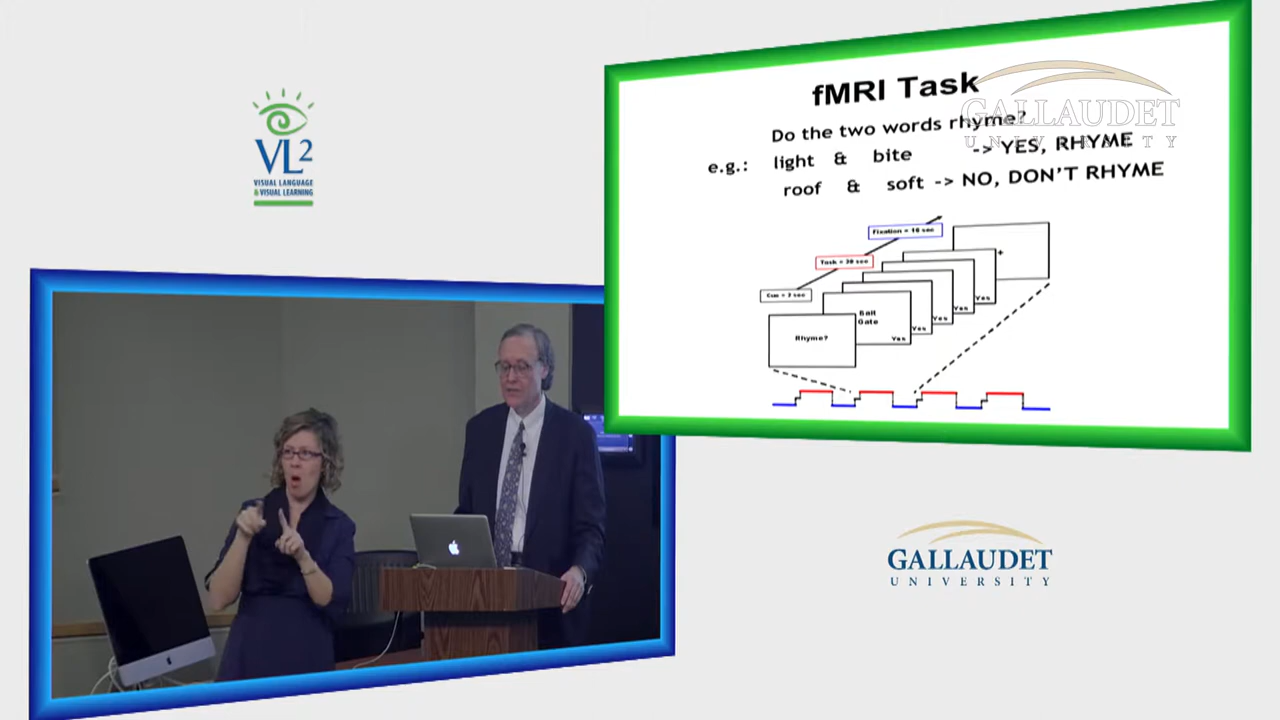 VL2
VISUAL LANGUAGE
& VISUAL LEARNING
fMRI Task
GALLAUDET
UNIVERSITY
Do the two words rhyme?
e.g.: light & bite -> YES, RHYME
roof & soft -> NO, DON'T RHYME
Fixation = 16 sec
Task = 30 sec
Cue = 2 sec
+
Yes
Yes
Yes
Yes
Bait
Gate
Yes
Rhyme?
GALLAUDET
UNIVERSITY